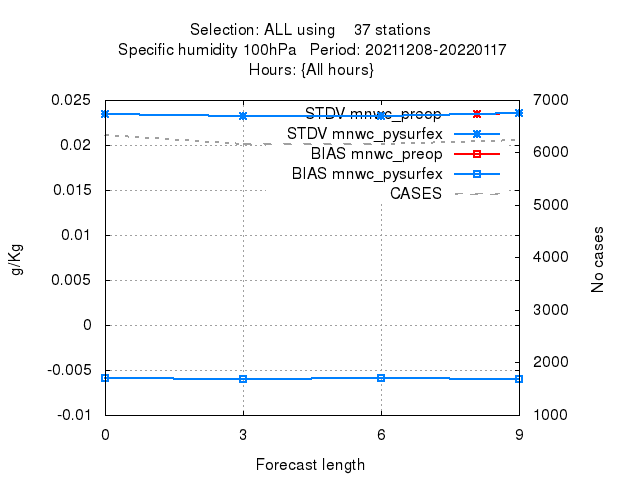 Selection: ALL using 37 stations
Specific humidity 100hPa Period: 20211208-20220117
Hours: {All hours}
0.025
0.02
0.015
0.01
0.005
0
-0.005
-0.01
7000
6000
5000
4000
3000
2000
1000
STDV mnwc_preop
STDV mnwc_pysurfex
BIAS mnwc_preop
BIAS mnwc_pysurfex
CASES
g/Kg
No cases
0 3 6 9
Forecast length